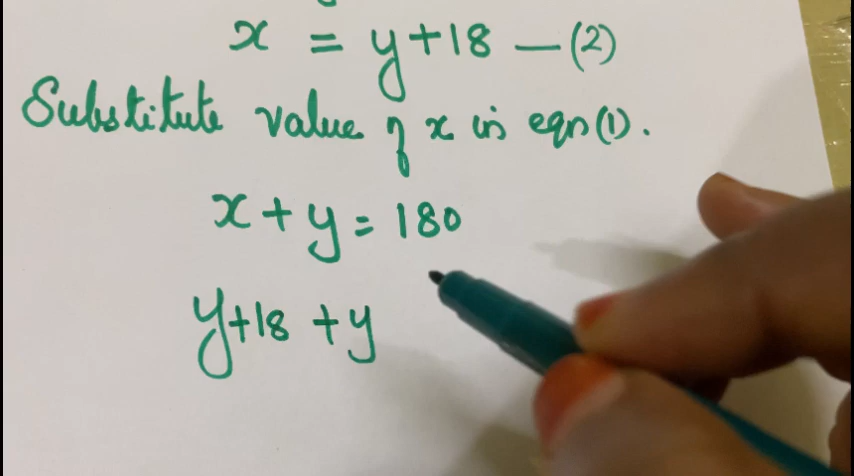 x = y+18 — (2)
Substitute value of x in eqn (1).
x + y = 180
y+18 + y